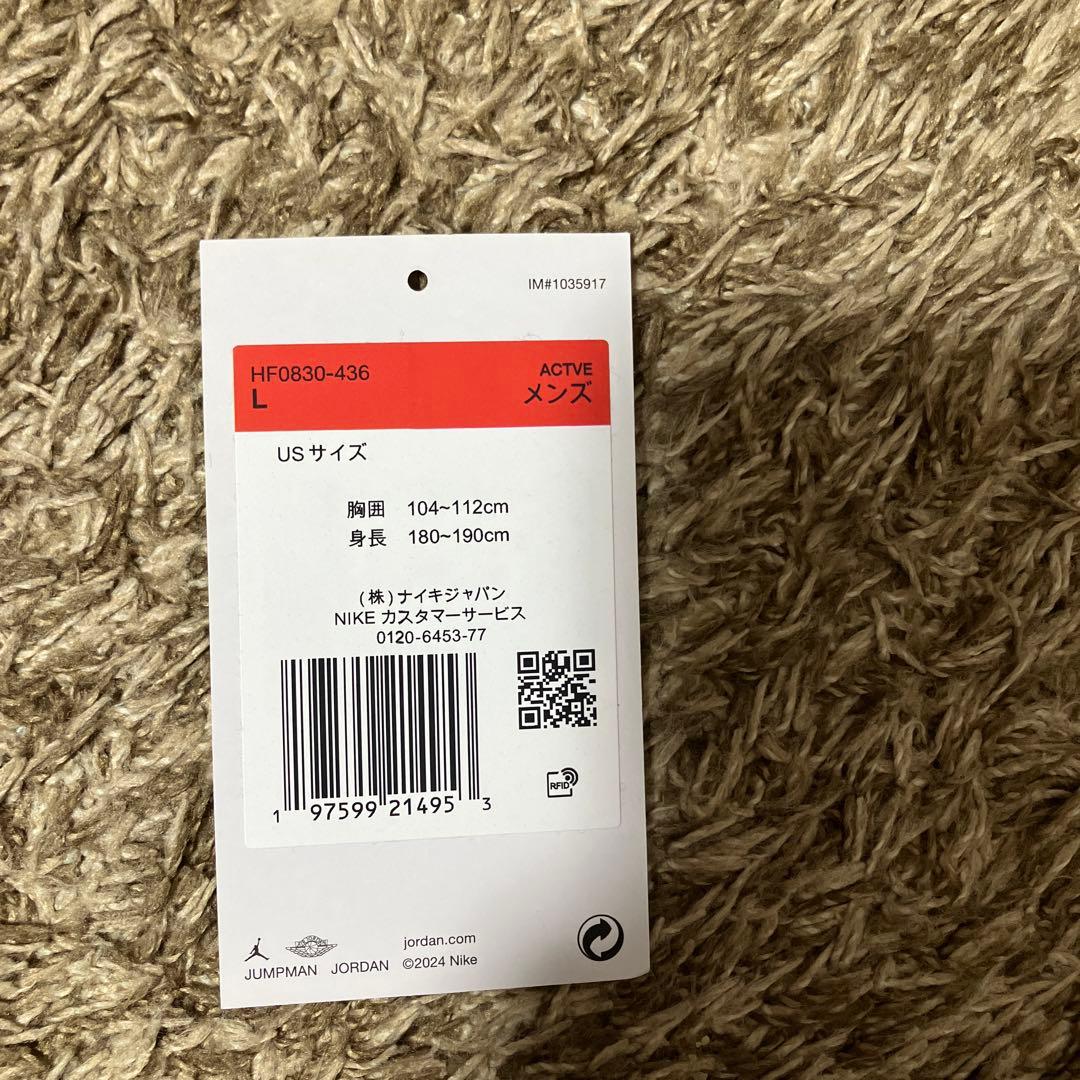 IM#1035917
HF0830-436
ACTVE
L
メンズ
US サイズ
胸囲 104~112cm
身長 180~190cm
(株)ナイキジャパン
NIKE カスタマーサービス
0120-6453-77
RFID
1 97599 21495 3
jordan.com
JUMPMAN JORDAN ©2024 Nike